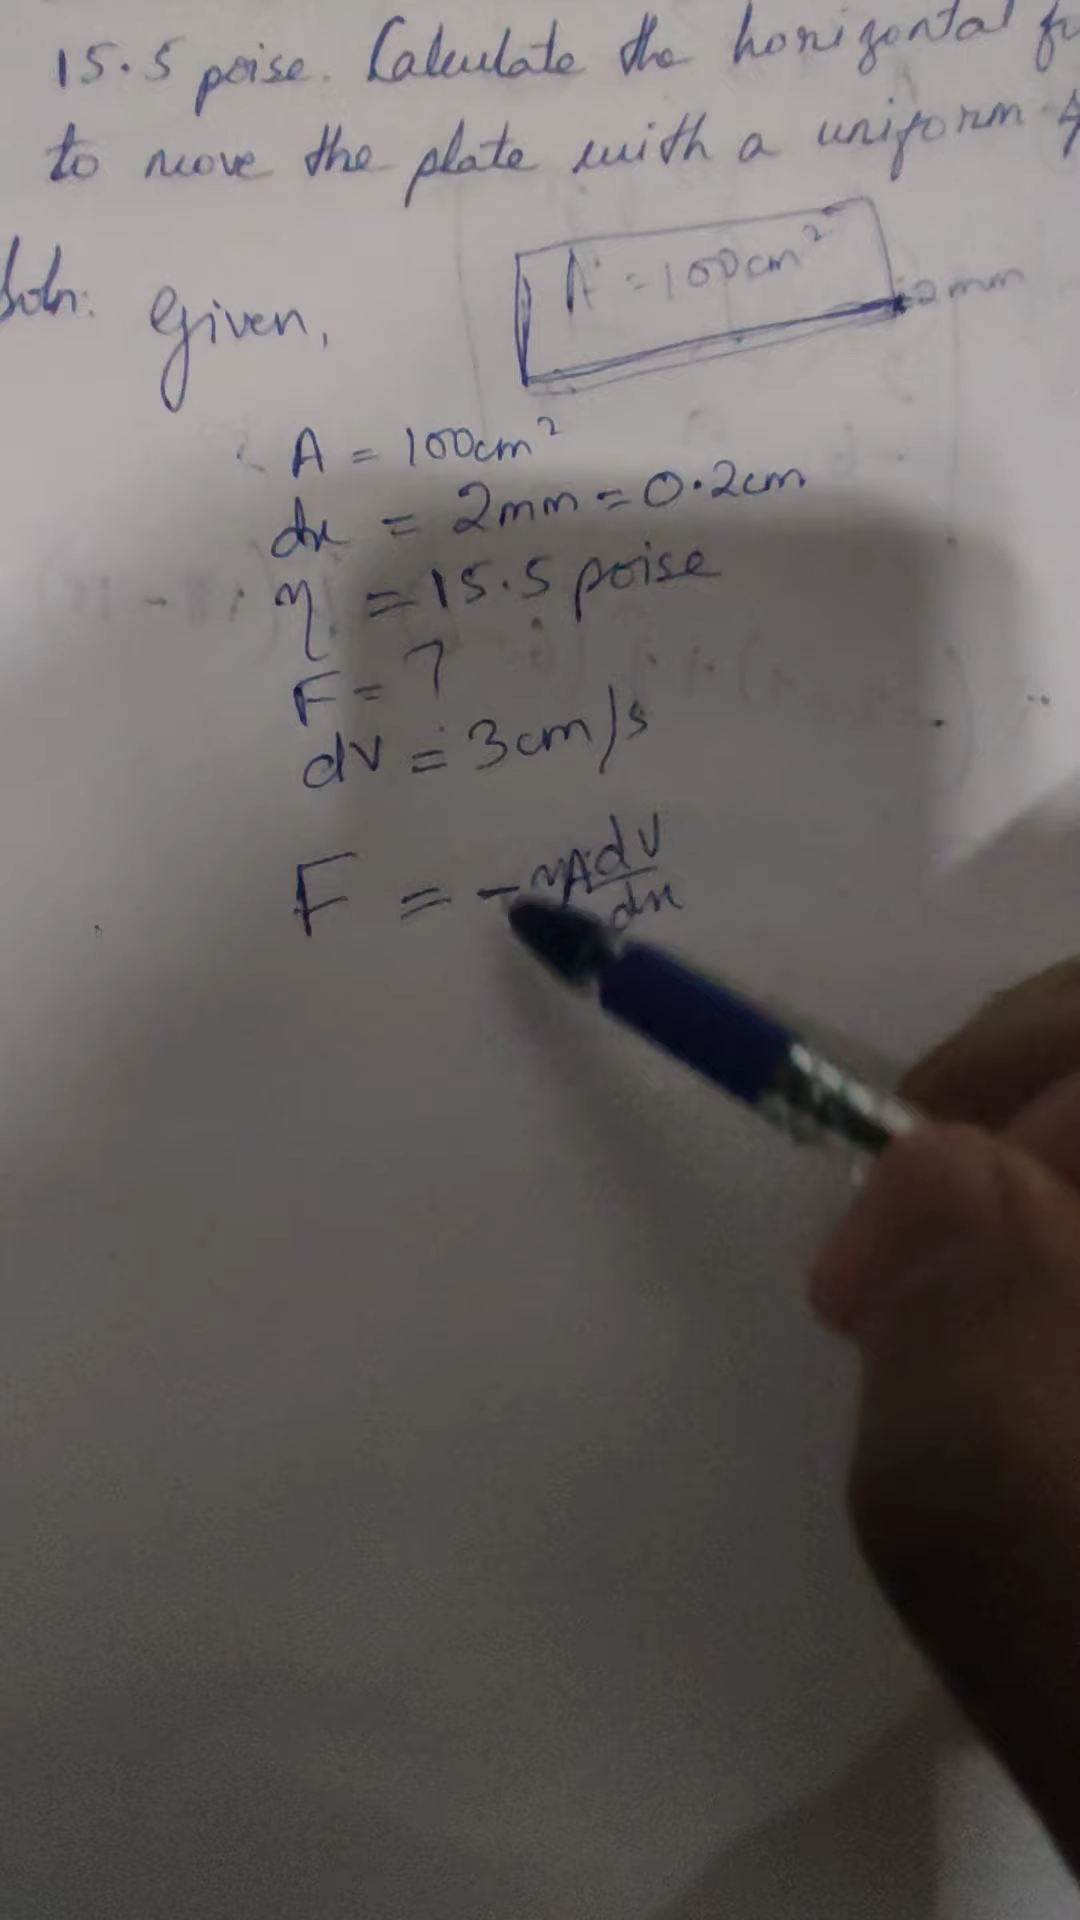 15.5 poise. Calculate the horizontal
to move the plate with a uniform
Soln. Given,
A = 100cm²
2mm
A = 100cm²
dx = 2mm = 0.2cm
η = 15.5 poise
F = ?
dv = 3cm/s
F = -ηA dv/dx